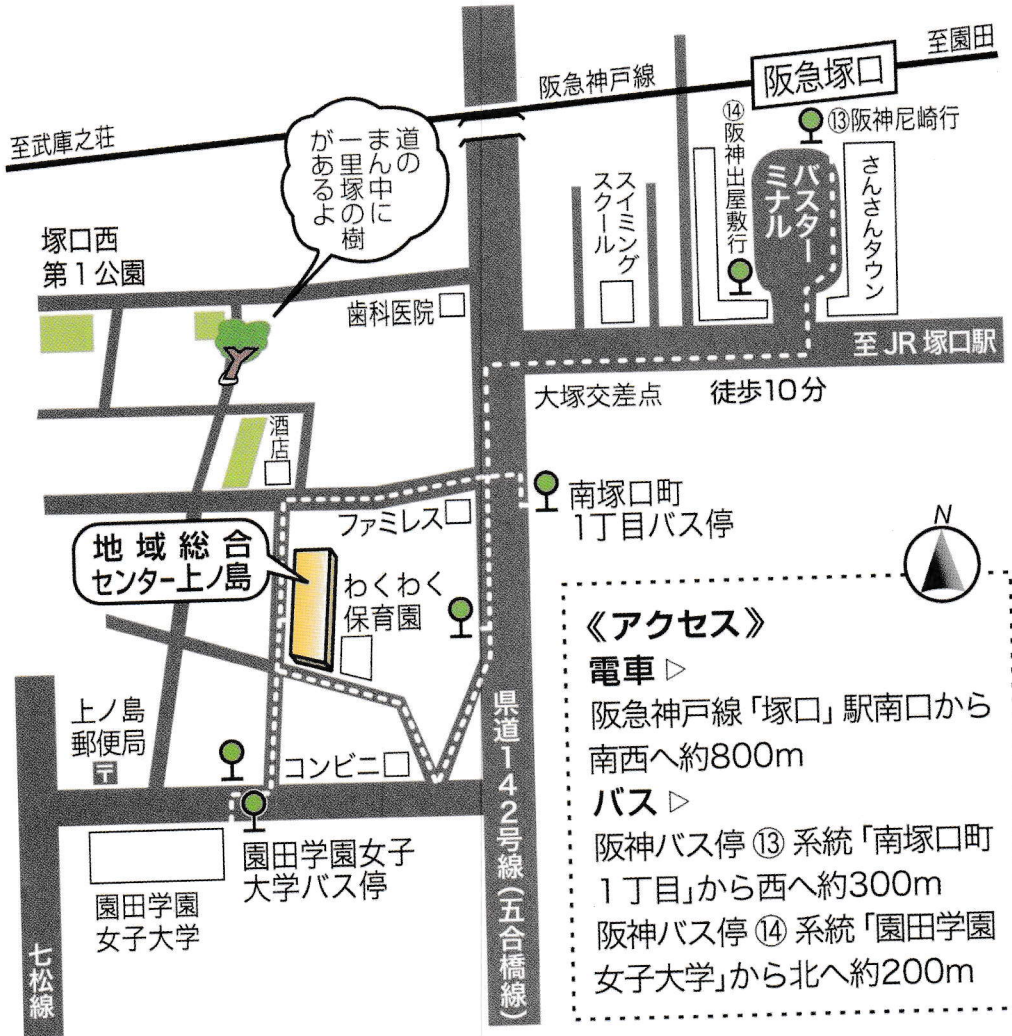 至園田
阪急塚口
阪急神戸線
至武庫之荘
⑬阪神尼崎行
⑭阪神出屋敷行
バスター
ミナル
さんさんタウン
スイミング
スクール
道の
まん中に
一里塚の樹
があるよ
塚口西
第1公園
歯科医院
至JR塚口駅
大塚交差点
徒歩10分
酒店
南塚口町
1丁目バス停
ファミレス
地域総合
センター上ノ島
わくわく
保育園
N
上ノ島
郵便局
〒
コンビニ
県道142号線(五合橋線)
園田学園女子
大学バス停
園田学園
女子大学
七松線
《アクセス》
電車▷
阪急神戸線「塚口」駅南口から
南西へ約800m
バス▷
阪神バス停⑬系統「南塚口町
1丁目」から西へ約300m
阪神バス停⑭系統「園田学園
女子大学」から北へ約200m